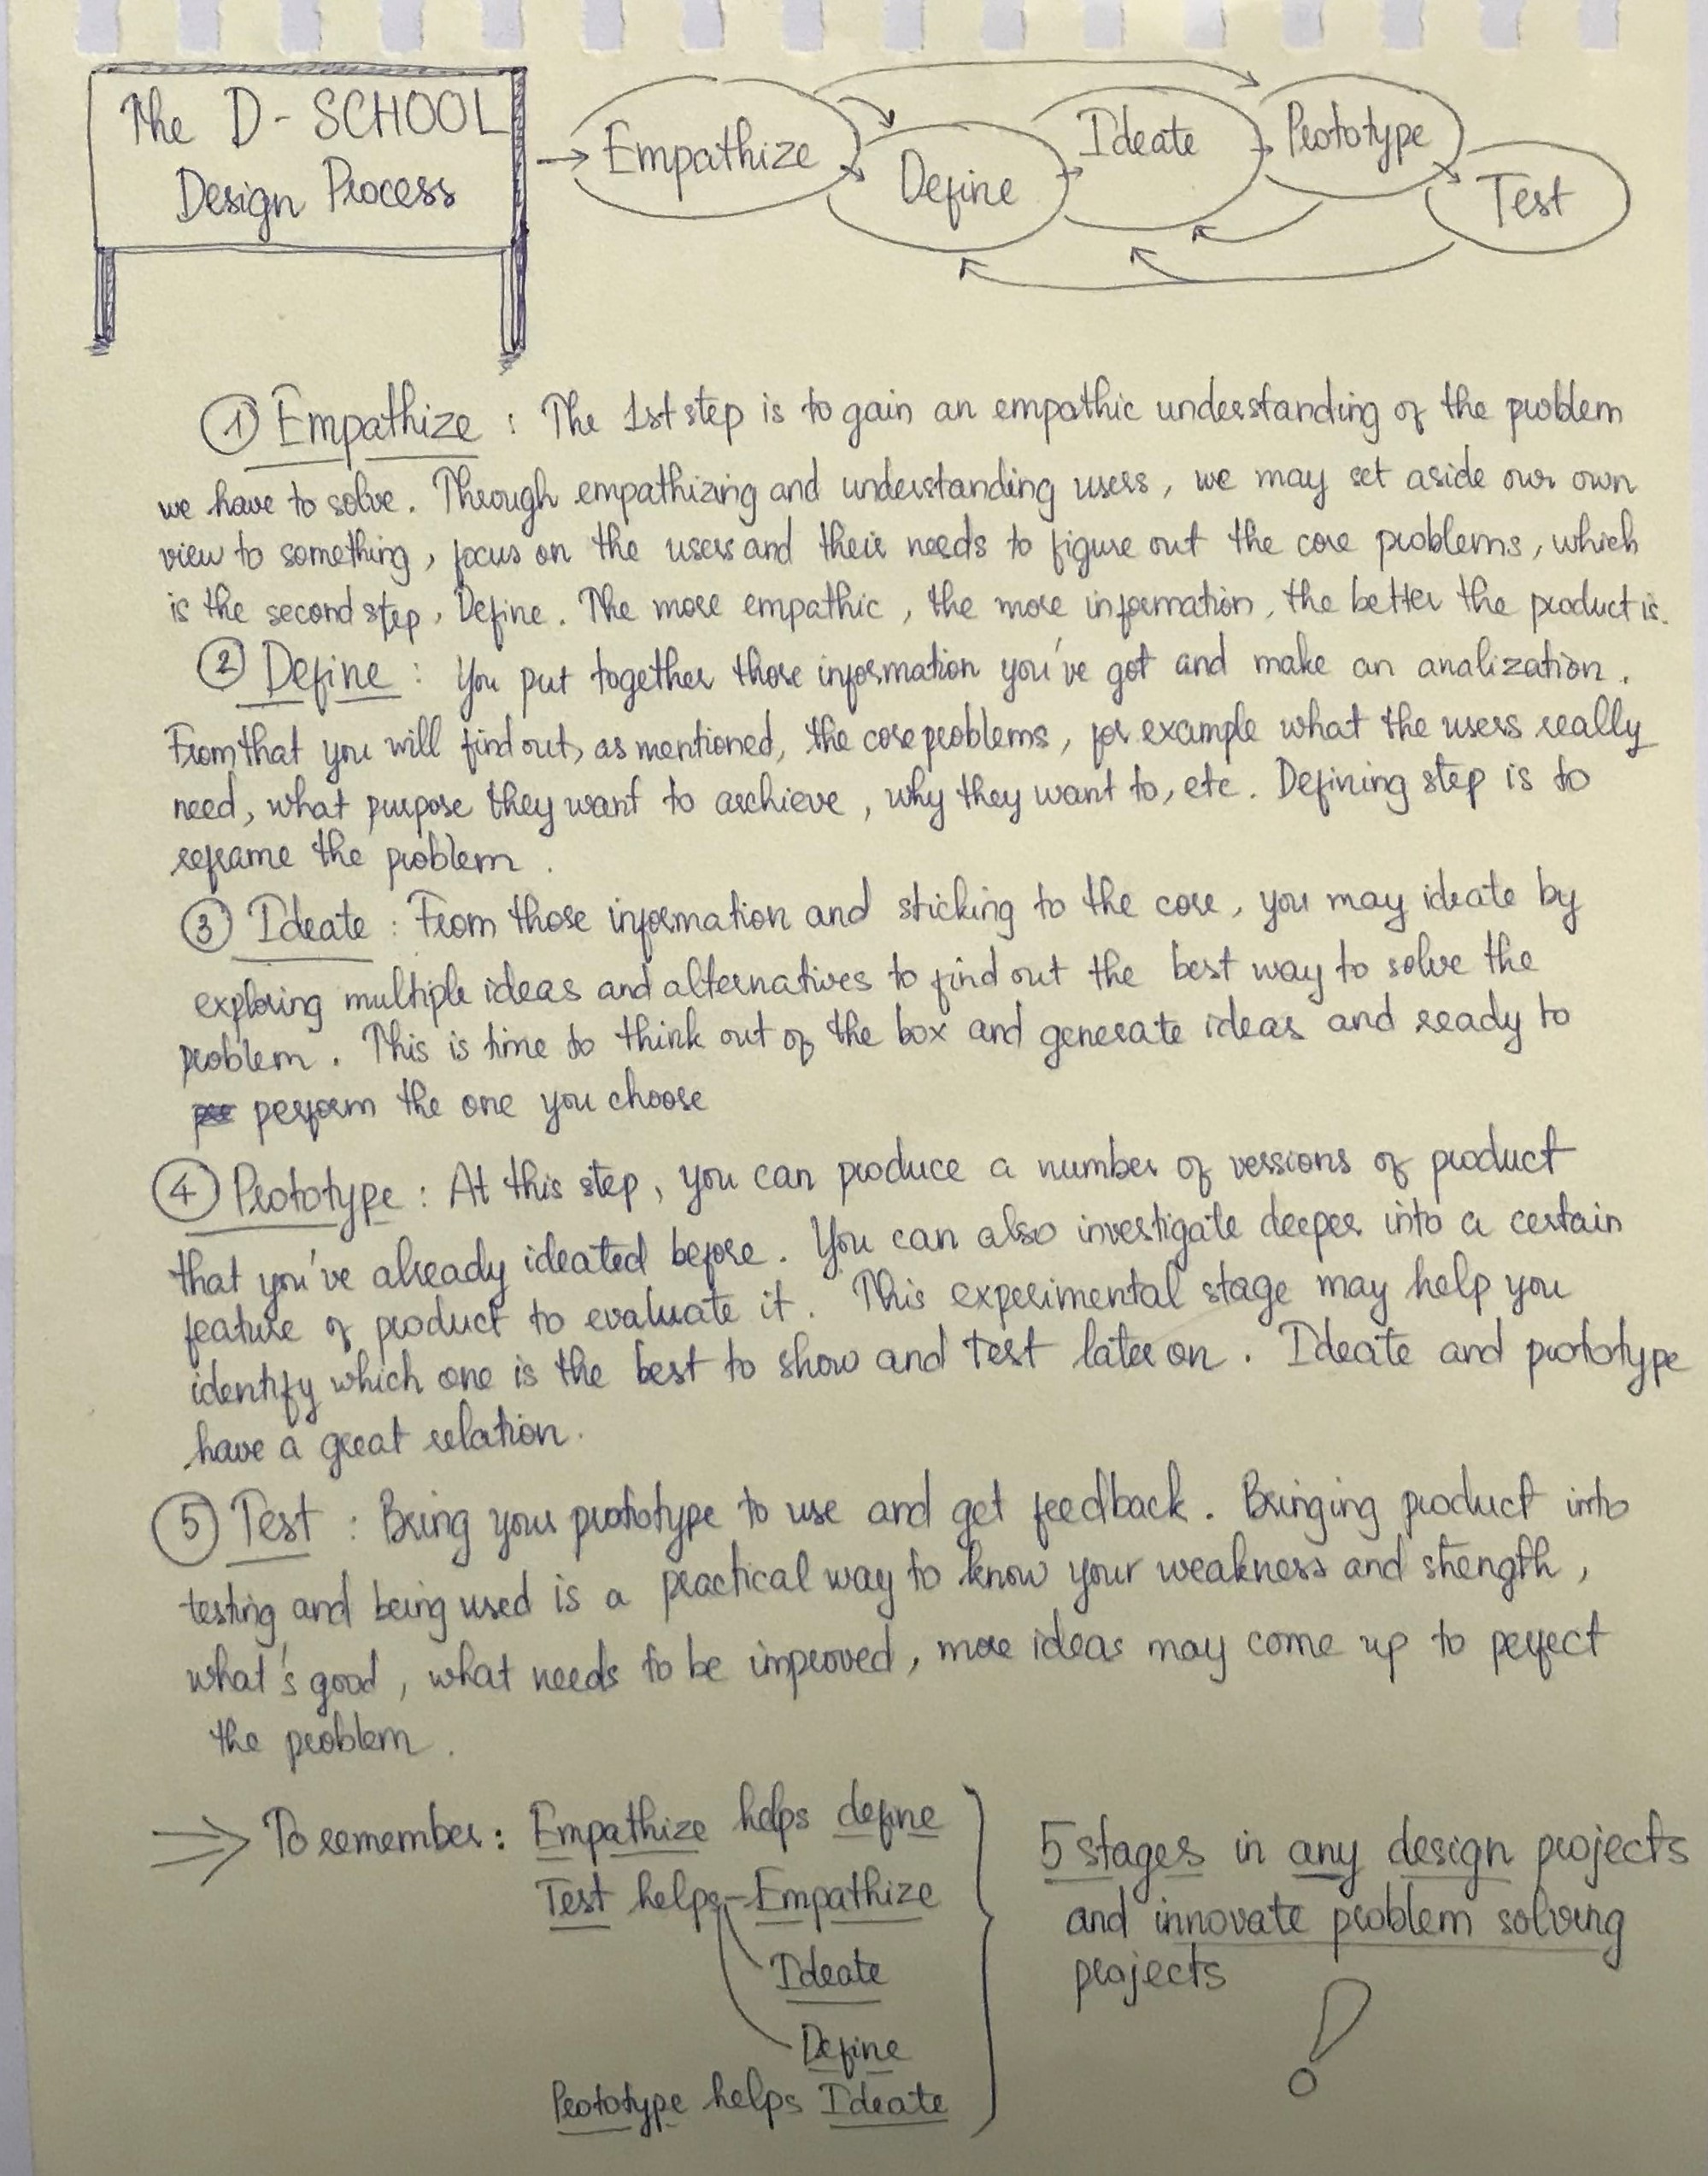 The D-SCHOOL
Design Process
Empathize
Define
Ideate
Prototype
Test
1 Empathize : The 1st step is to gain an empathic understanding of the problem
we have to solve. Through empathizing and understanding users, we may set aside our own
view to something, focus on the users and their needs to figure out the core problems, which
is the second step, Define. The more empathic, the more information, the better the product is.
2 Define : You put together those information you've got and make an analization.
From that you will find out, as mentioned, the core problems, for example what the users really
need, what purpose they want to archieve, why they want to, etc. Defining step is to
reframe the problem.
3 Ideate : From those information and sticking to the core, you may ideate by
exploring multiple ideas and alternatives to find out the best way to solve the
problem. This is time to think out of the box and generate ideas and ready to
perform the one you choose
4 Prototype : At this step, you can produce a number of versions of product
that you've already ideated before. You can also investigate deeper into a certain
feature of product to evaluate it. This experimental stage may help you
identify which one is the best to show and test later on. Ideate and prototype
have a great relation.
5 Test : Bring your prototype to use and get feedback. Bringing product into
testing and being used is a practical way to know your weakness and strength,
what's good, what needs to be improved, more ideas may come up to perfect
the problem.
⇒ To remember: Empathize helps define
Test helps - Empathize
Ideate
Define
Prototype helps Ideate
5 stages in any design projects
and innovate problem solving
projects
!